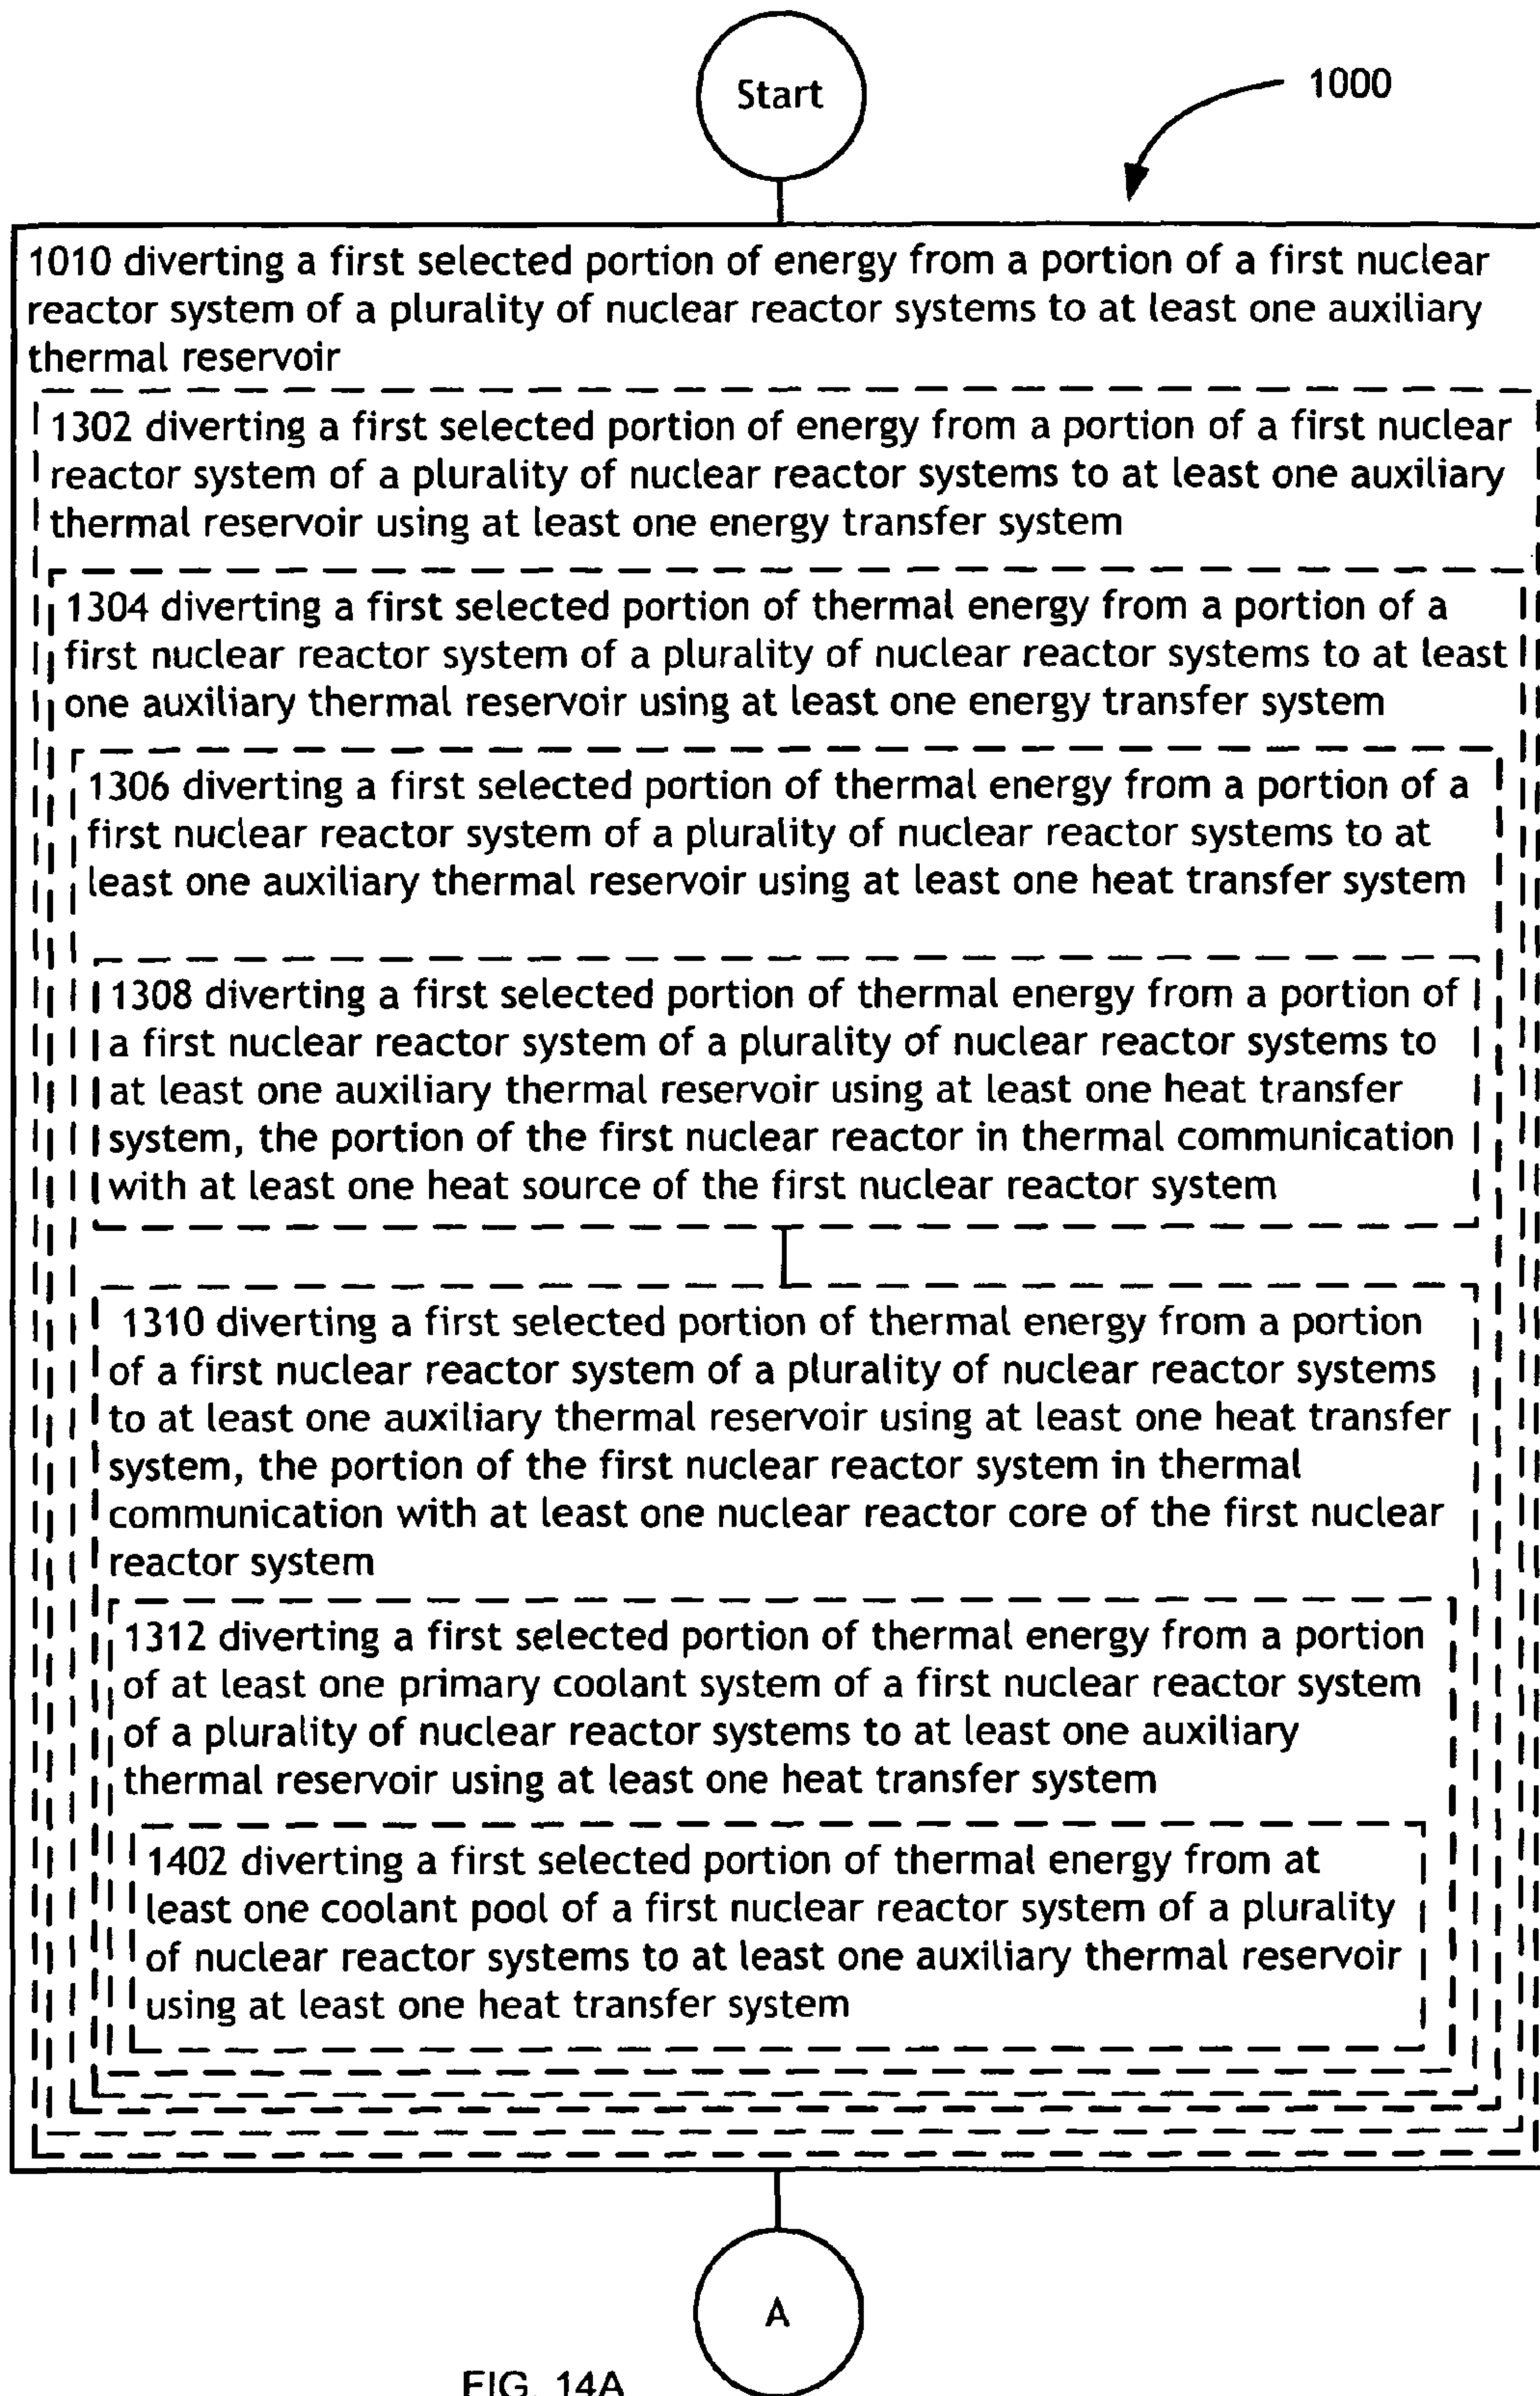 Start
1000
1010 diverting a first selected portion of energy from a portion of a first nuclear
reactor system of a plurality of nuclear reactor systems to at least one auxiliary
thermal reservoir
1302 diverting a first selected portion of energy from a portion of a first nuclear
reactor system of a plurality of nuclear reactor systems to at least one auxiliary
thermal reservoir using at least one energy transfer system
1304 diverting a first selected portion of thermal energy from a portion of a
first nuclear reactor system of a plurality of nuclear reactor systems to at least
one auxiliary thermal reservoir using at least one energy transfer system
1306 diverting a first selected portion of thermal energy from a portion of a
first nuclear reactor system of a plurality of nuclear reactor systems to at
least one auxiliary thermal reservoir using at least one heat transfer system
1308 diverting a first selected portion of thermal energy from a portion of
a first nuclear reactor system of a plurality of nuclear reactor systems to
at least one auxiliary thermal reservoir using at least one heat transfer
system, the portion of the first nuclear reactor in thermal communication
with at least one heat source of the first nuclear reactor system
1310 diverting a first selected portion of thermal energy from a portion
of a first nuclear reactor system of a plurality of nuclear reactor systems
to at least one auxiliary thermal reservoir using at least one heat transfer
system, the portion of the first nuclear reactor system in thermal
communication with at least one nuclear reactor core of the first nuclear
reactor system
1312 diverting a first selected portion of thermal energy from a portion
of at least one primary coolant system of a first nuclear reactor system
of a plurality of nuclear reactor systems to at least one auxiliary
thermal reservoir using at least one heat transfer system
1402 diverting a first selected portion of thermal energy from at
least one coolant pool of a first nuclear reactor system of a plurality
of nuclear reactor systems to at least one auxiliary thermal reservoir
using at least one heat transfer system
A
FIG. 14A